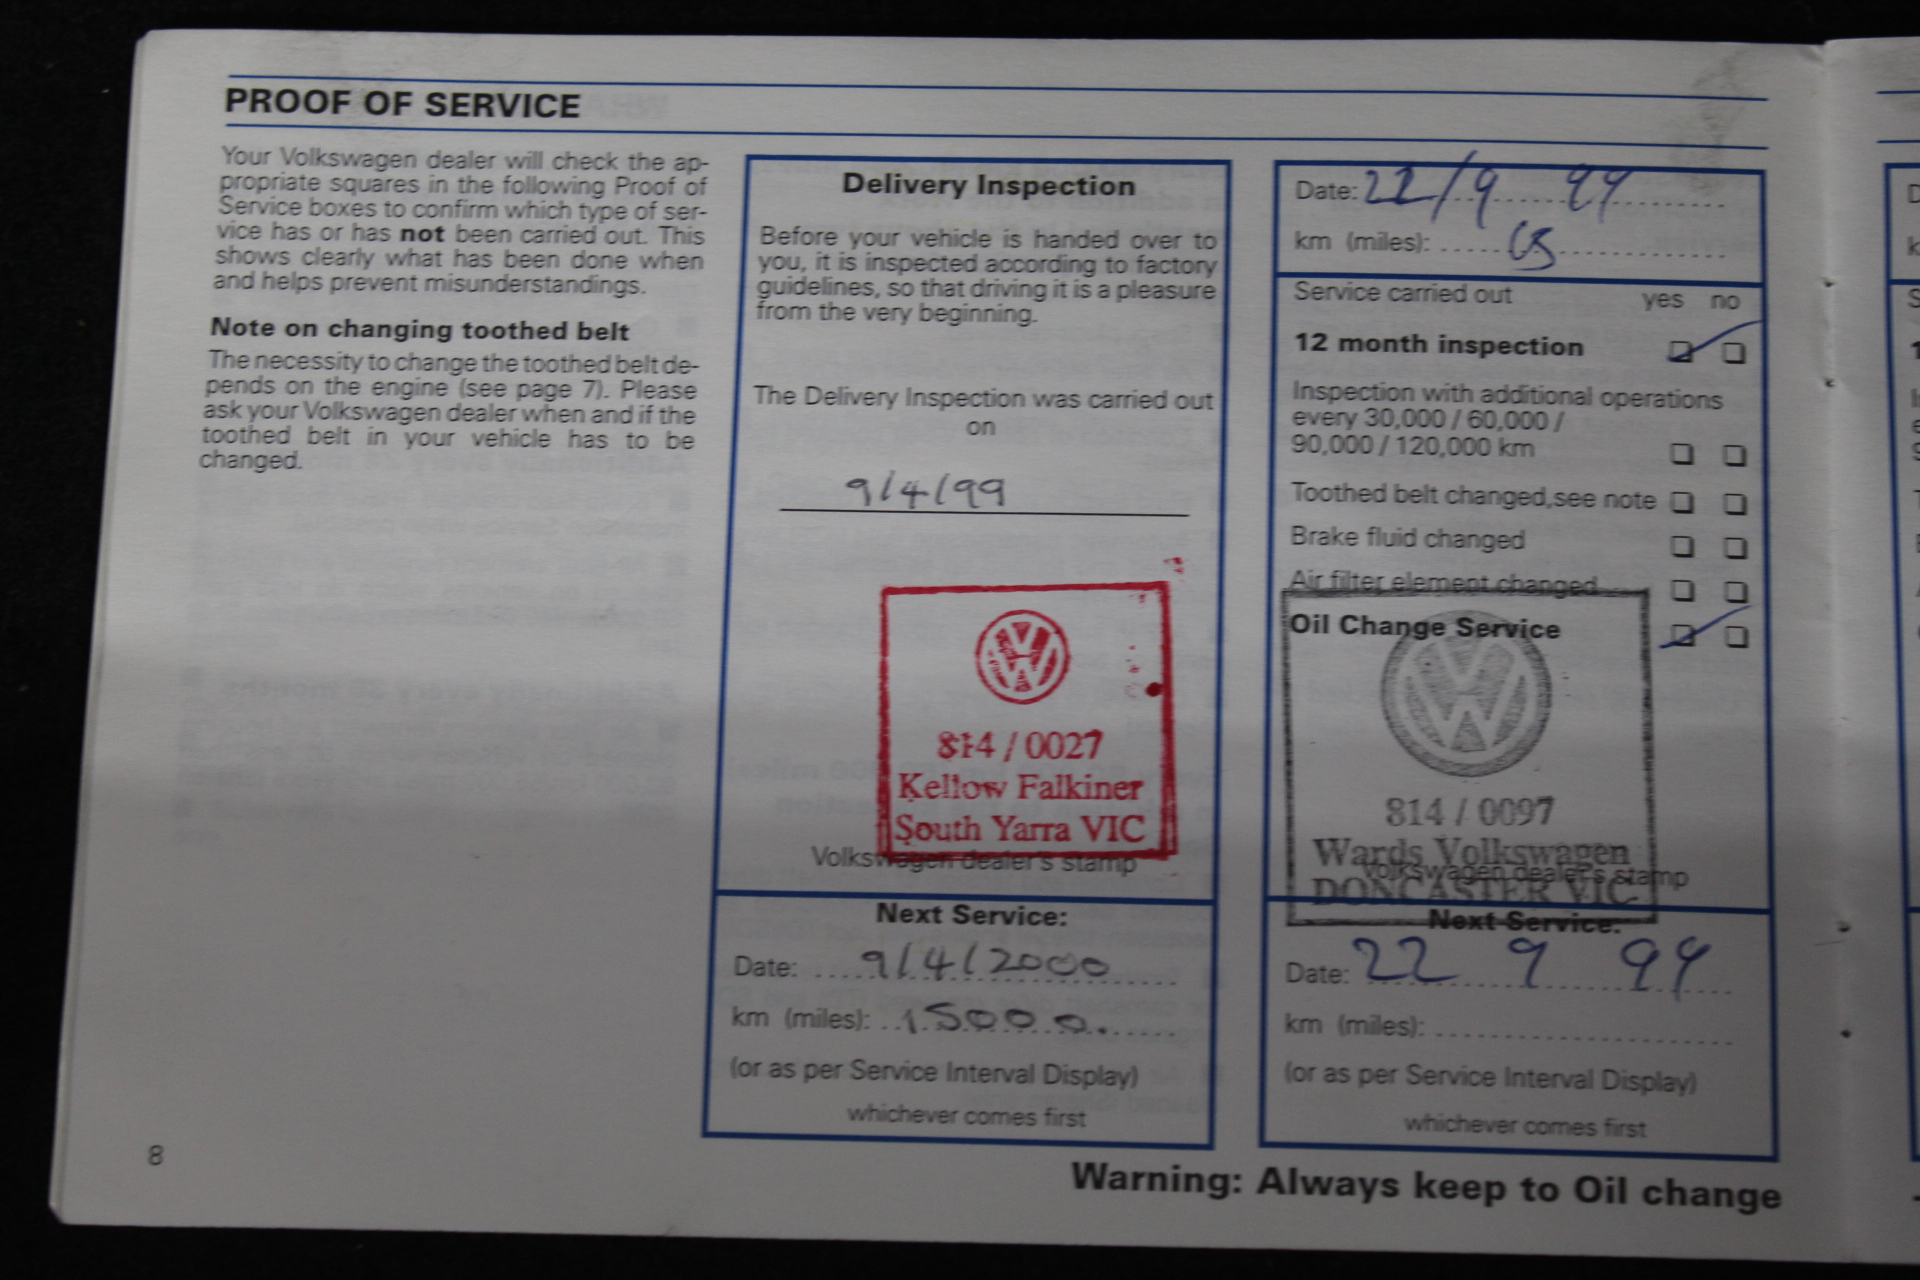 PROOF OF SERVICE
Your Volkswagen dealer will check the ap-
propriate squares in the following Proof of
Service boxes to confirm which type of ser-
vice has or has not been carried out. This
shows clearly what has been done when
and helps prevent misunderstandings.
Note on changing toothed belt
The necessity to change the toothed belt de-
pends on the engine (see page 7). Please
ask your Volkswagen dealer when and if the
toothed belt in your vehicle has to be
changed.
8
Delivery Inspection
Before your vehicle is handed over to
you, it is inspected according to factory
guidelines, so that driving it is a pleasure
from the very beginning.
The Delivery Inspection was carried out
on
9/4/99
814 / 0027
Kellow Falkiner
South Yarra VIC
Volkswagen dealer's stamp
Next Service:
Date: 9/4/2000
km (miles): 15000.
(or as per Service Interval Display)
whichever comes first
Date: 22/9 99
km (miles):
Service carried out yes no
12 month inspection
Inspection with additional operations
every 30,000 / 60,000 /
90,000 / 120,000 km
Toothed belt changed,see note
Brake fluid changed
Air filter element changed
Oil Change Service
814 / 0097
Wards Volkswagen
Volkswagen dealer's stamp
DONCASTER VIC
Next Service:
Date: 22 9 99
km (miles):
(or as per Service Interval Display)
whichever comes first
Warning: Always keep to Oil change